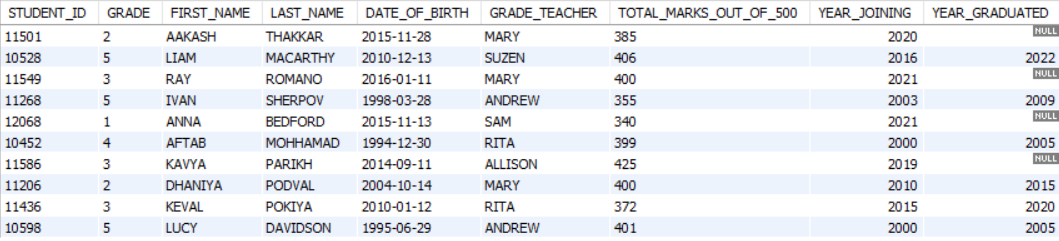 STUDENT_ID GRADE FIRST_NAME LAST_NAME DATE_OF_BIRTH GRADE_TEACHER TOTAL_MARKS_OUT_OF_500 YEAR_JOINING YEAR_GRADUATED
11501 2 AAKASH THAKKAR 2015-11-28 MARY 385 2020 NULL
10528 5 LIAM MACARTHY 2010-12-13 SUZEN 406 2016 2022
11549 3 RAY ROMANO 2016-01-11 MARY 400 2021 NULL
11268 5 IVAN SHERPOV 1998-03-28 ANDREW 355 2003 2009
12068 1 ANNA BEDFORD 2015-11-13 SAM 340 2021 NULL
10452 4 AFTAB MOHHAMAD 1994-12-30 RITA 399 2000 2005
11586 3 KAVYA PARIKH 2014-09-11 ALLISON 425 2019 NULL
11206 2 DHANIYA PODVAL 2004-10-14 MARY 400 2010 2015
11436 3 KEVAL POKIYA 2010-01-12 RITA 372 2015 2020
10598 5 LUCY DAVIDSON 1995-06-29 ANDREW 401 2000 2005